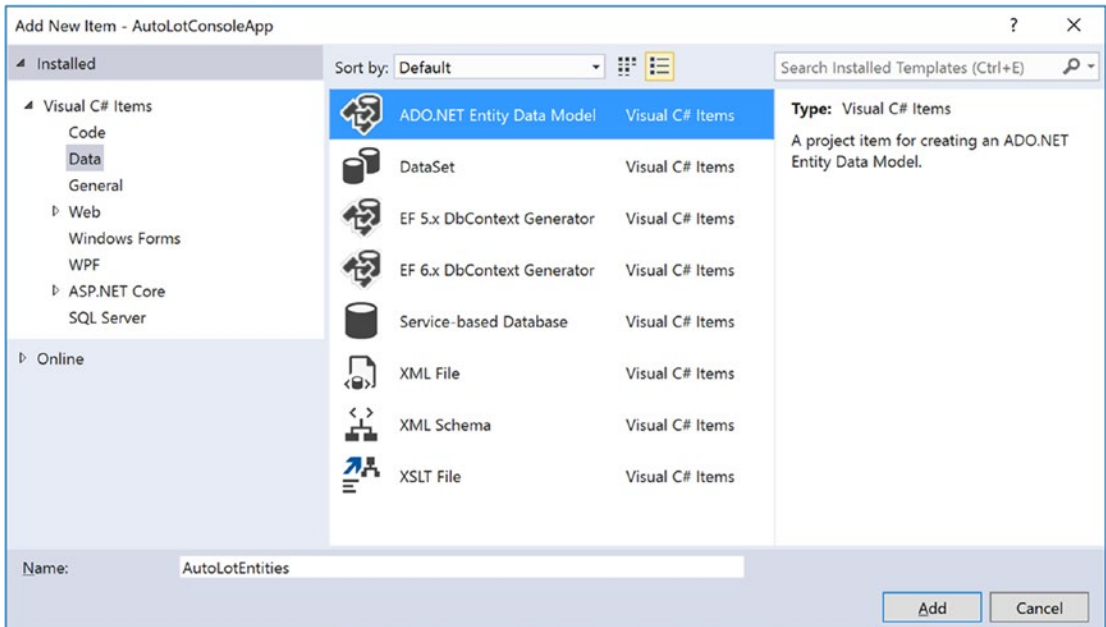 Add New Item - AutoLotConsoleApp
?
Installed
Sort by: Default
Search Installed Templates (Ctrl+E)
Visual C# Items
Code
Data
General
Web
Windows Forms
WPF
ASP.NET Core
SQL Server
Online
ADO.NET Entity Data Model Visual C# Items
DataSet Visual C# Items
EF 5.x DbContext Generator Visual C# Items
EF 6.x DbContext Generator Visual C# Items
Service-based Database Visual C# Items
XML File Visual C# Items
XML Schema Visual C# Items
XSLT File Visual C# Items
Type: Visual C# Items
A project item for creating an ADO.NET
Entity Data Model.
Name: AutoLotEntities
Add Cancel